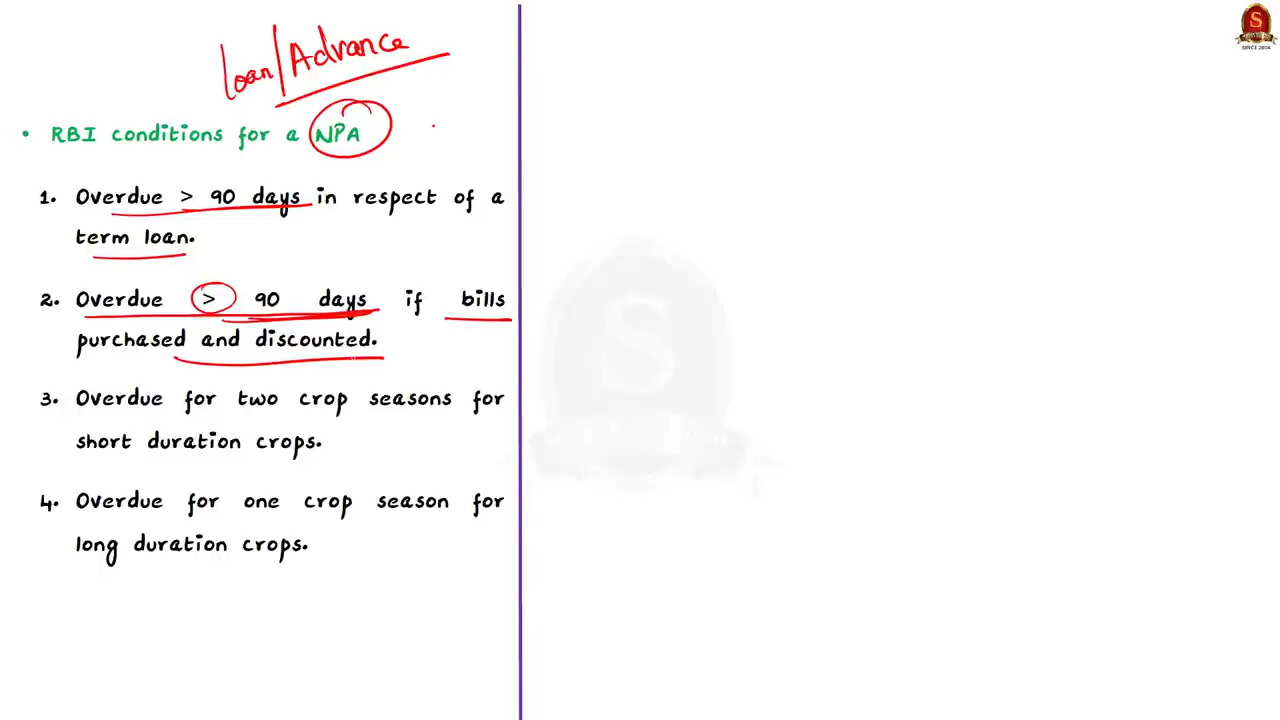 Loan/Advance
• RBI conditions for a NPA
1. Overdue > 90 days in respect of a
term loan.
2. Overdue > 90 days if bills
purchased and discounted.
3. Overdue for two crop seasons for
short duration crops.
4. Overdue for one crop season for
long duration crops.
S
SINCE 2004
S